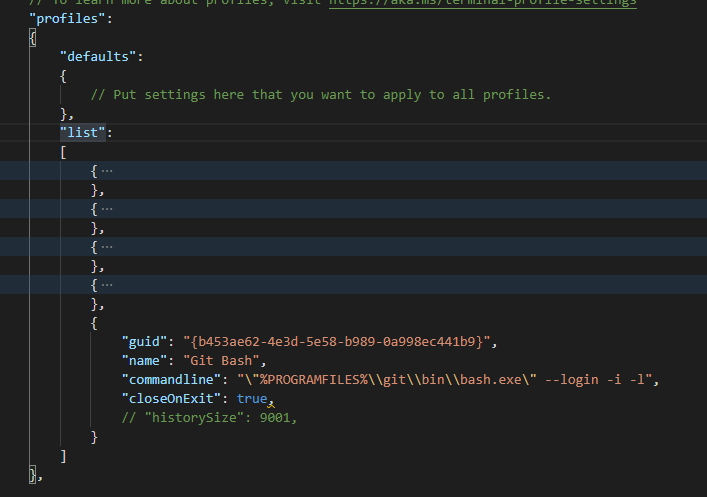 // To learn more about profiles, visit https://aka.ms/terminal-profile-settings
"profiles":
{
"defaults":
{
// Put settings here that you want to apply to all profiles.
},
"list":
[
{ ···
},
{ ···
},
{ ···
},
{ ···
},
{
"guid": "{b453ae62-4e3d-5e58-b989-0a998ec441b9}",
"name": "Git Bash",
"commandline": "\"%PROGRAMFILES%\\git\\bin\\bash.exe\" --login -i -l",
"closeOnExit": true,
// "historySize": 9001,
}
]
},